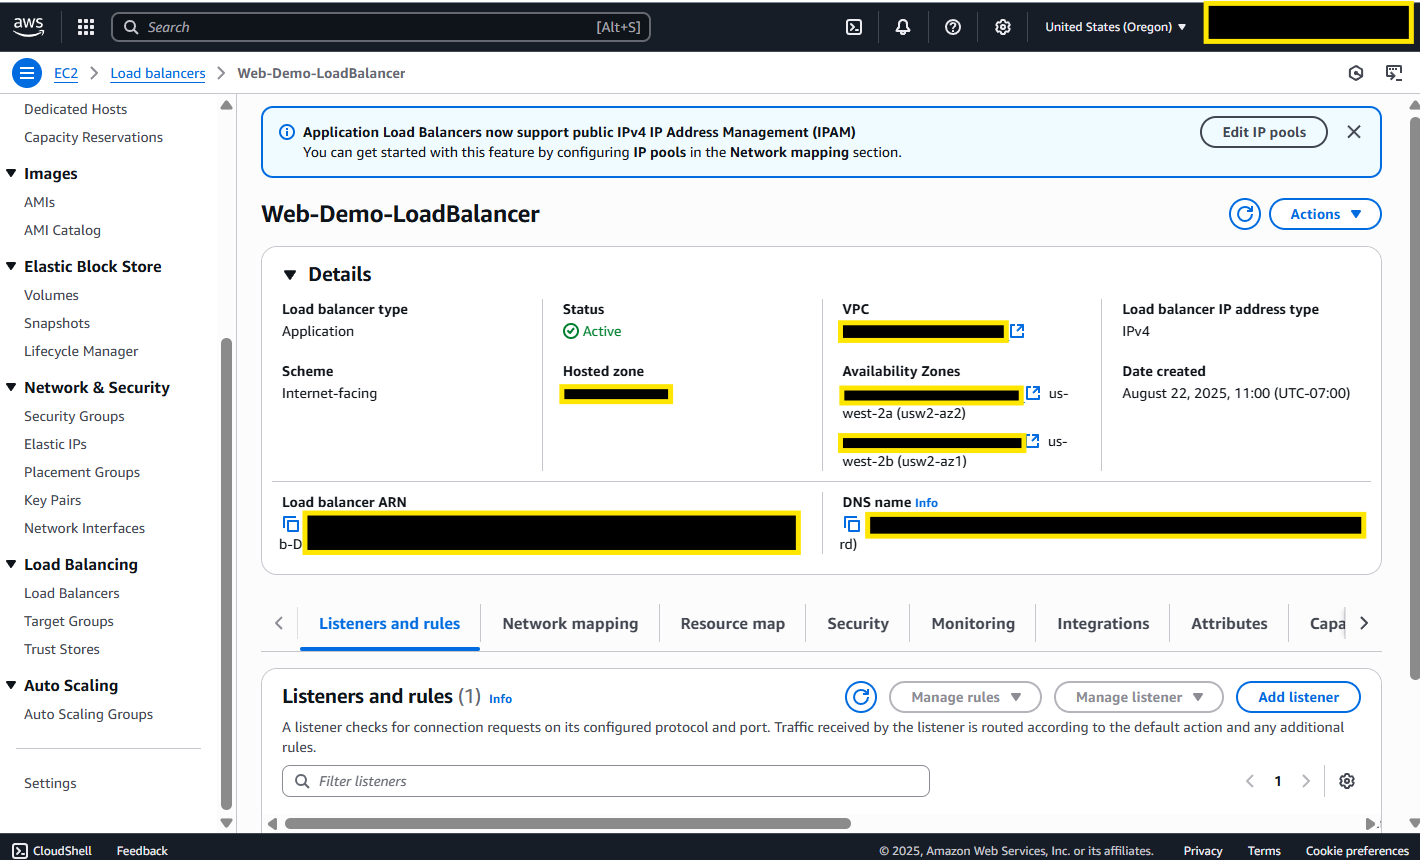 aws
Search
[Alt+S]
United States (Oregon)
EC2
Load balancers
Web-Demo-LoadBalancer
Dedicated Hosts
Capacity Reservations
Images
AMIs
AMI Catalog
Elastic Block Store
Volumes
Snapshots
Lifecycle Manager
Network & Security
Security Groups
Elastic IPs
Placement Groups
Key Pairs
Network Interfaces
Load Balancing
Load Balancers
Target Groups
Trust Stores
Auto Scaling
Auto Scaling Groups
Settings
Application Load Balancers now support public IPv4 IP Address Management (IPAM)
You can get started with this feature by configuring IP pools in the Network mapping section.
Edit IP pools
Web-Demo-LoadBalancer
Actions
Details
Load balancer type
Application
Status
Active
VPC
Load balancer IP address type
IPv4
Scheme
Internet-facing
Hosted zone
Availability Zones
us-
west-2a (usw2-az2)
us-
west-2b (usw2-az1)
Date created
August 22, 2025, 11:00 (UTC-07:00)
Load balancer ARN
b-D
DNS name Info
rd)
Listeners and rules
Network mapping
Resource map
Security
Monitoring
Integrations
Attributes
Capa
Listeners and rules (1) Info
Manage rules
Manage listener
Add listener
A listener checks for connection requests on its configured protocol and port. Traffic received by the listener is routed according to the default action and any additional
rules.
Filter listeners
1
CloudShell
Feedback
© 2025, Amazon Web Services, Inc. or its affiliates.
Privacy
Terms
Cookie preferences